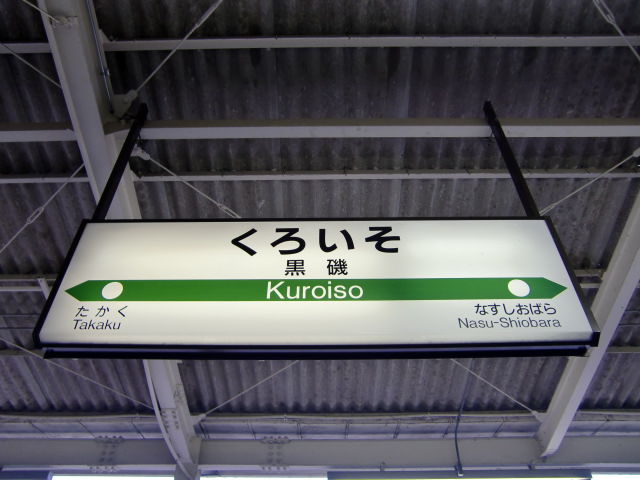 くろいそ
黒磯
Kuroiso
たかく
Takaku
なすしおばら
Nasu-Shiobara